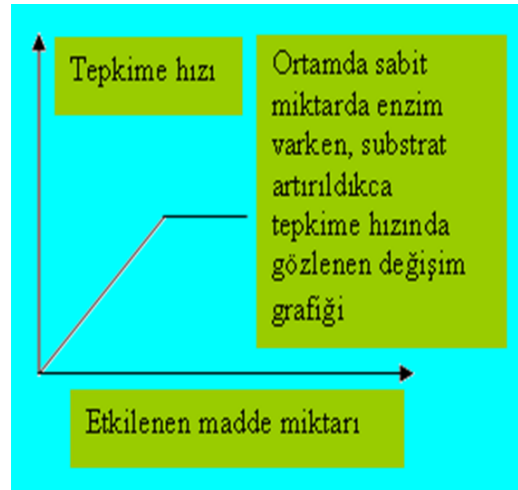 Tepkime hızı
Ortamda sabit
miktarda enzim
varken, substrat
artırıldıkca
tepkime hızında
gözlenen değişim
grafiği
Etkilenen madde miktarı